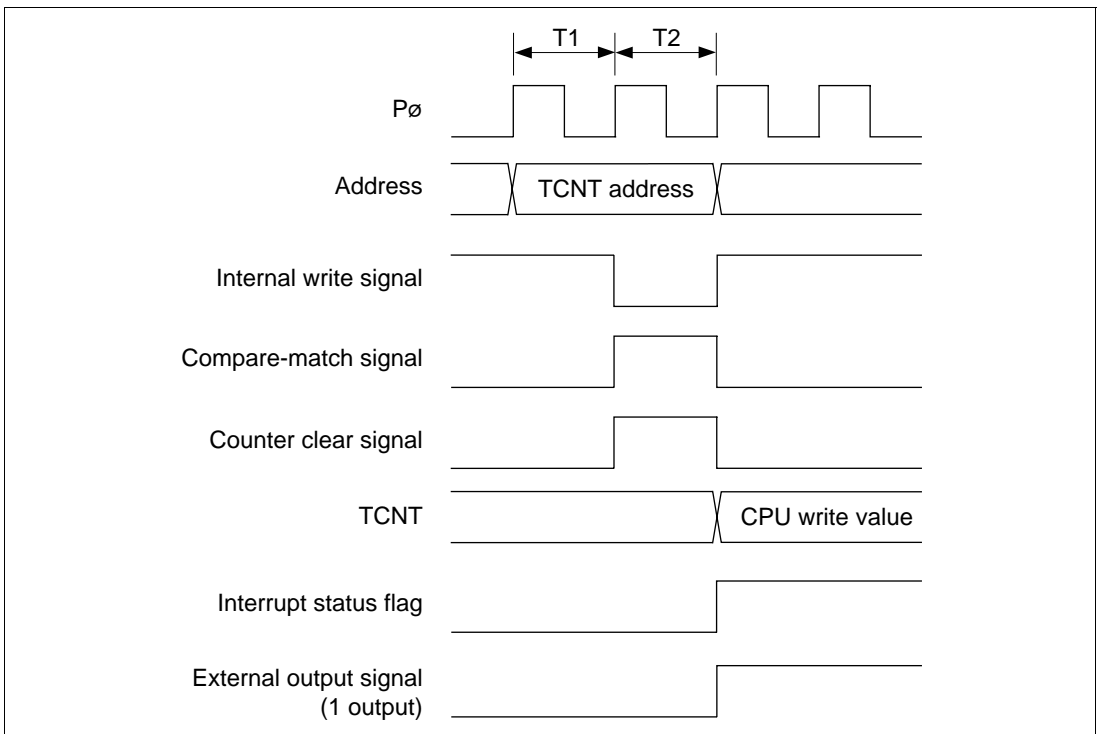 T1 T2
Pø
Address
TCNT address
Internal write signal
Compare-match signal
Counter clear signal
TCNT
CPU write value
Interrupt status flag
External output signal
(1 output)